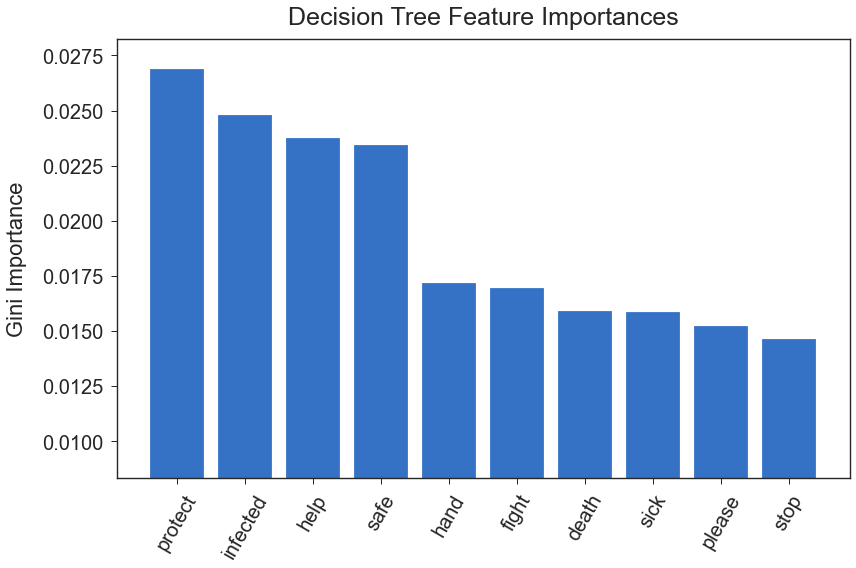 Decision Tree Feature Importances
Gini Importance
0.0275
0.0250
0.0225
0.0200
0.0175
0.0150
0.0125
0.0100
protect
infected
help
safe
hand
fight
death
sick
please
stop